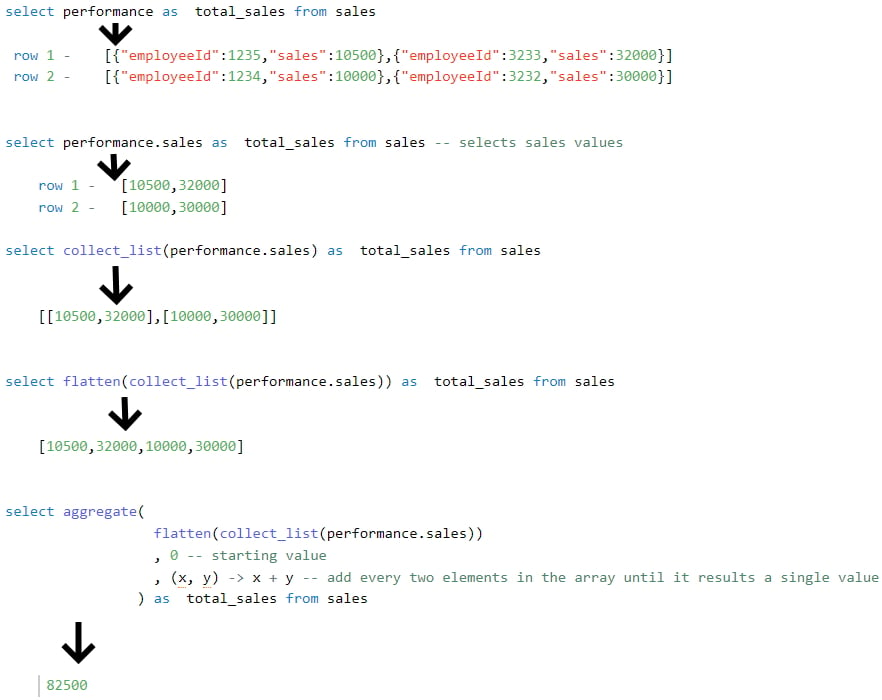 select performance as  total_sales from sales
row 1 -    [{"employeeId":1235,"sales":10500},{"employeeId":3233,"sales":32000}]
row 2 -    [{"employeeId":1234,"sales":10000},{"employeeId":3232,"sales":30000}]
select performance.sales as  total_sales from sales -- selects sales values
row 1 -   [10500,32000]
row 2 -   [10000,30000]
select collect_list(performance.sales) as  total_sales from sales
[[10500,32000],[10000,30000]]
select flatten(collect_list(performance.sales)) as  total_sales from sales
[10500,32000,10000,30000]
select aggregate(
flatten(collect_list(performance.sales))
, 0 -- starting value
, (x, y) -> x + y -- add every two elements in the array until it results a single value
) as  total_sales from sales
82500